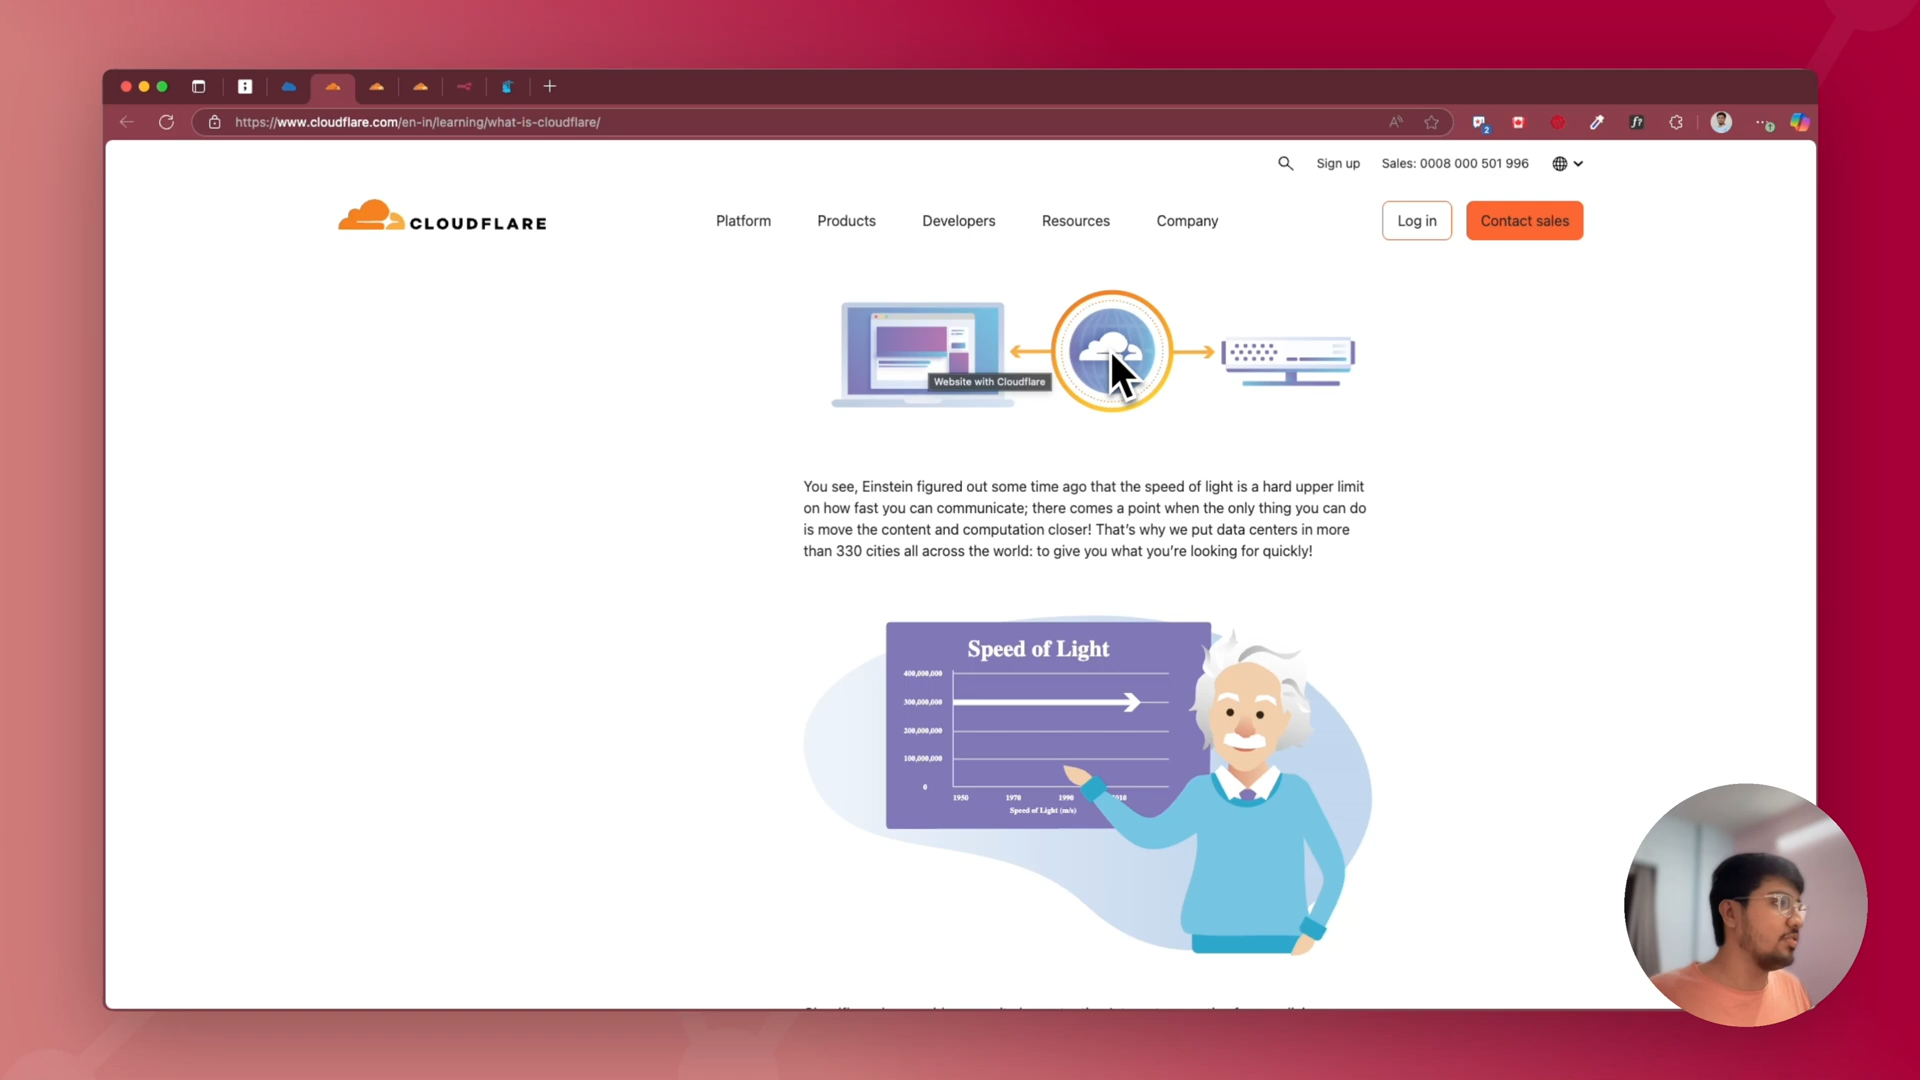 https://www.cloudflare.com/en-in/learning/what-is-cloudflare/
2
Sign up
Sales: 0008 000 501 996
CLOUDFLARE
Platform
Products
Developers
Resources
Company
Log in
Contact sales
Website with Cloudflare
You see, Einstein figured out some time ago that the speed of light is a hard upper limit
on how fast you can communicate; there comes a point when the only thing you can do
is move the content and computation closer! That's why we put data centers in more
than 330 cities all across the world: to give you what you're looking for quickly!
Speed of Light
400,000,000
300,000,000
200,000,000
100,000,000
0
1950
1970
1990
Speed of Light (m/s)